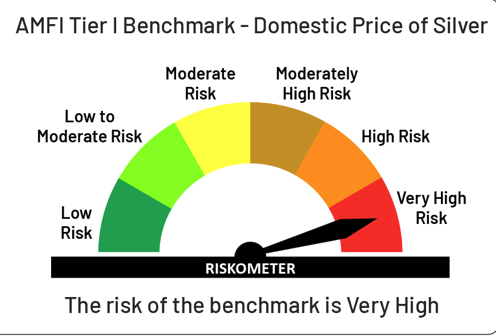 AMFI Tier I Benchmark - Domestic Price of Silver
Moderate
Risk
Moderately
High Risk
Low to
Moderate Risk
High Risk
Low
Risk
Very High
Risk
RISKOMETER
The risk of the benchmark is Very High